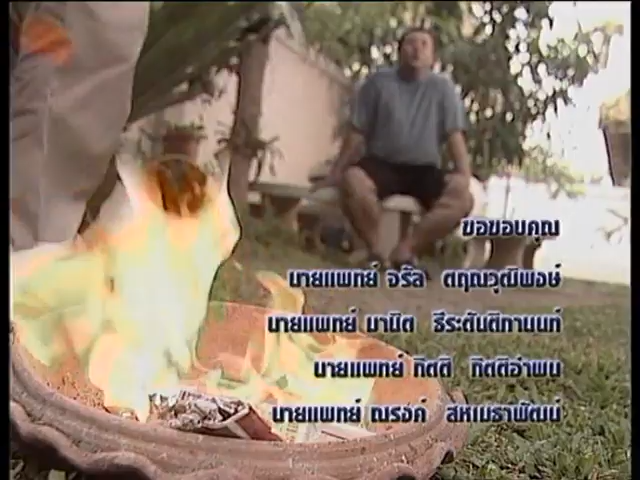 ขอขอบคุณ
นายแพทย์ จรัล ตฤณวุฒิพงษ์
นายแพทย์ มานิต ธีระตันติกานนท์
นายแพทย์ กิตติ กิตติอำพน
นายแพทย์ ณรงค์ สหเมธาพัฒน์